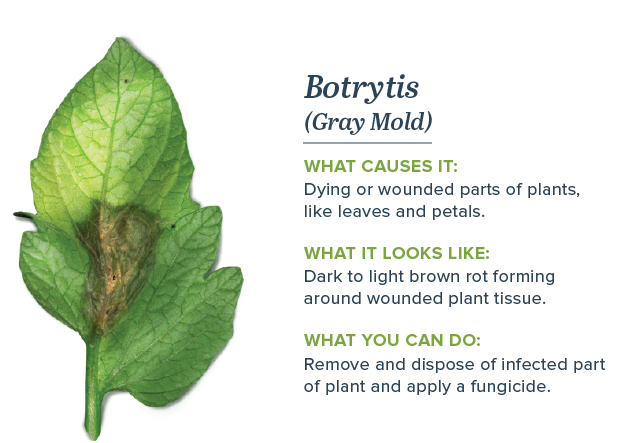 Botrytis
(Gray Mold)
WHAT CAUSES IT:
Dying or wounded parts of plants,
like leaves and petals.
WHAT IT LOOKS LIKE:
Dark to light brown rot forming
around wounded plant tissue.
WHAT YOU CAN DO:
Remove and dispose of infected part
of plant and apply a fungicide.